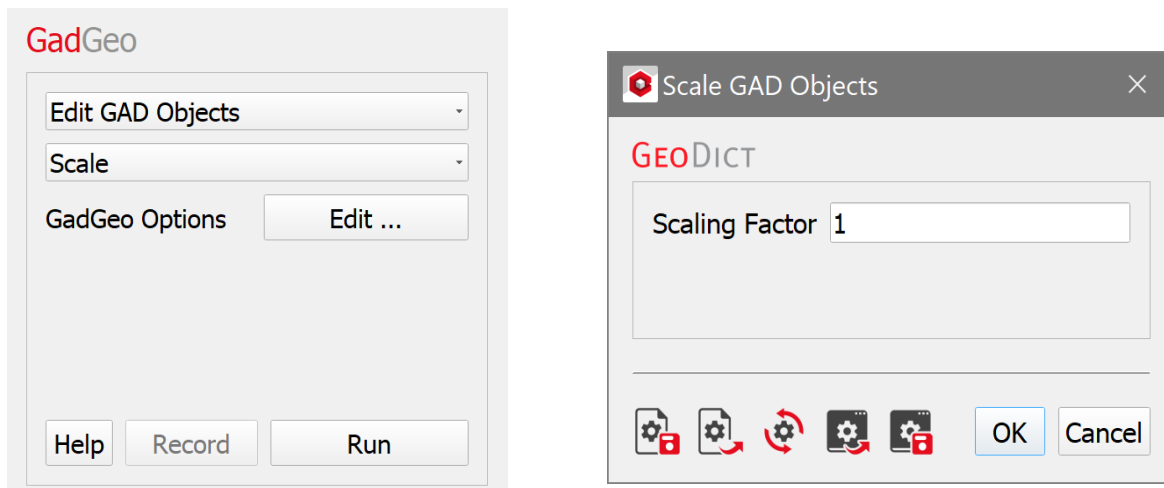 GadGeo
Edit GAD Objects
Scale
GadGeo Options Edit ...
Help Record Run
Scale GAD Objects
GEODICT
Scaling Factor 1
OK Cancel